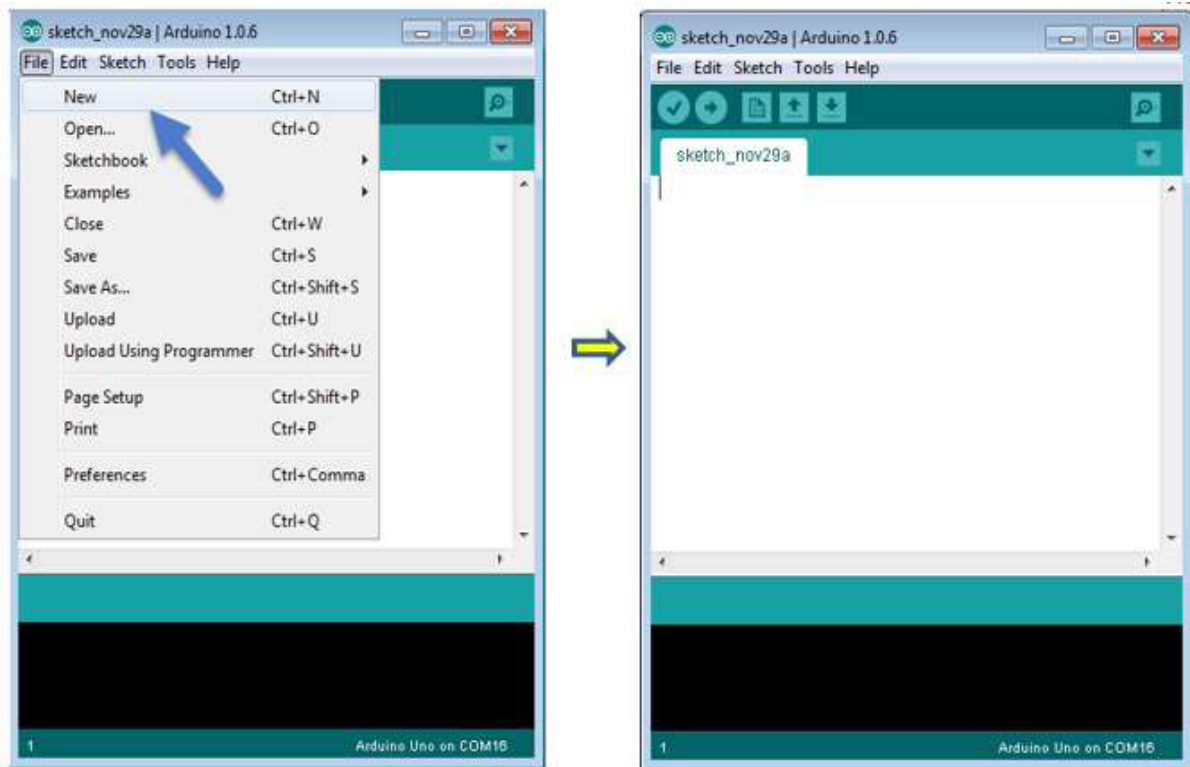 sketch_nov29a | Arduino 1.0.6
File Edit Sketch Tools Help
New Ctrl+N
Open... Ctrl+O
Sketchbook
Examples
Close Ctrl+W
Save Ctrl+S
Save As... Ctrl+Shift+S
Upload Ctrl+U
Upload Using Programmer Ctrl+Shift+U
Page Setup Ctrl+Shift+P
Print Ctrl+P
Preferences Ctrl+Comma
Quit Ctrl+Q
1 Arduino Uno on COM16
sketch_nov29a | Arduino 1.0.6
File Edit Sketch Tools Help
sketch_nov29a
1 Arduino Uno on COM16